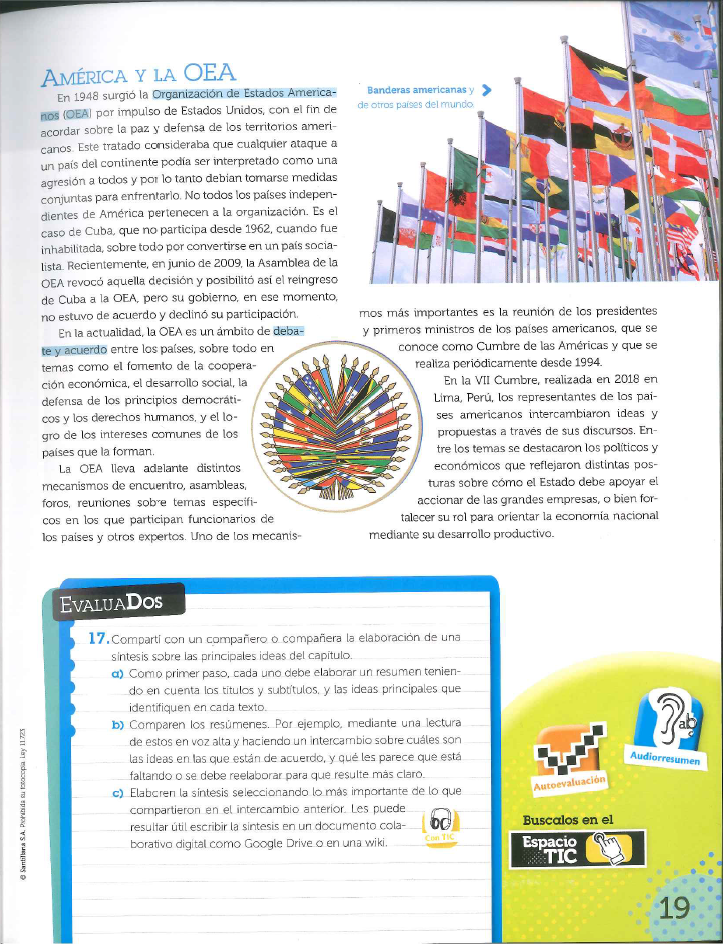 AMÉRICA Y LA OEA
En 1948 surgió la Organización de Estados America-
nos (OEA) por impulso de Estados Unidos, con el fin de
acordar sobre la paz y defensa de los territorios ameri-
canos. Este tratado consideraba que cualquier ataque a
un país del continente podía ser interpretado como una
agresión a todos y por lo tanto debían tomarse medidas
conjuntas para enfrentarlo. No todos los países indepen-
dientes de América pertenecen a la organización. Es el
caso de Cuba, que no participa desde 1962, cuando fue
inhabilitada, sobre todo por convertirse en un país socia-
lista. Recientemente, en junio de 2009, la Asamblea de la
OEA revocó aquella decisión y posibilitó así el reingreso
de Cuba a la OEA, pero su gobierno, en ese momento,
no estuvo de acuerdo y declinó su participación.
En la actualidad, la OEA es un ámbito de deba-
te y acuerdo entre los países, sobre todo en
temas como el fomento de la coopera-
ción económica, el desarrollo social, la
defensa de los principios democráti-
cos y los derechos humanos, y el lo-
gro de los intereses comunes de los
países que la forman.
La OEA lleva adelante distintos
mecanismos de encuentro, asambleas,
foros, reuniones sobre temas específi-
cos en los que participan funcionarios de
los países y otros expertos. Uno de los mecanis-
Banderas americanas y
de otros países del mundo.
mos más importantes es la reunión de los presidentes
y primeros ministros de los países americanos, que se
conoce como Cumbre de las Américas y que se
realiza periódicamente desde 1994.
En la VII Cumbre, realizada en 2018 en
Lima, Perú, los representantes de los paí-
ses americanos intercambiaron ideas y
propuestas a través de sus discursos. En-
tre los temas se destacaron los políticos y
económicos que reflejaron distintas pos-
turas sobre cómo el Estado debe apoyar el
accionar de las grandes empresas, o bien for-
talecer su rol para orientar la economía nacional
mediante su desarrollo productivo.
EVALUADOS
17. Compartí con un compañero o compañera la elaboración de una
síntesis sobre las principales ideas del capítulo.
a) Como primer paso, cada uno debe elaborar un resumen tenien-
do en cuenta los títulos y subtítulos, y las ideas principales que
identifiquen en cada texto.
b) Comparen los resúmenes. Por ejemplo, mediante una lectura
de estos en voz alta y haciendo un intercambio sobre cuáles son
las ideas en las que están de acuerdo, y qué les parece que está
faltando o se debe reelaborar para que resulte más claro.
c) Elaboren la síntesis seleccionando lo más importante de lo que
compartieron en el intercambio anterior. Les puede
resultar útil escribir la síntesis en un documento cola-
borativo digital como Google Drive o en una wiki.
Con TIC
© Santillana S.A. Prohibida su fotocopia. Ley 11.723
Autoevaluación
ab
Audiorresumen
Buscalos en el
Espacio
TIC
19